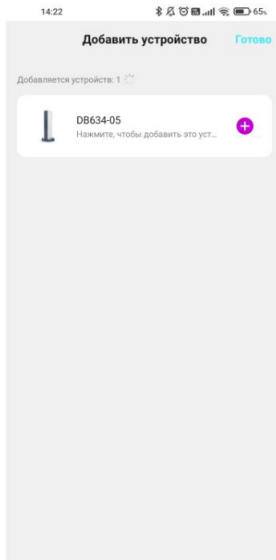 14:22
65%
Добавить устройство
Готово
Добавляется устройств: 1
DB634-05
Нажмите, чтобы добавить это уст...